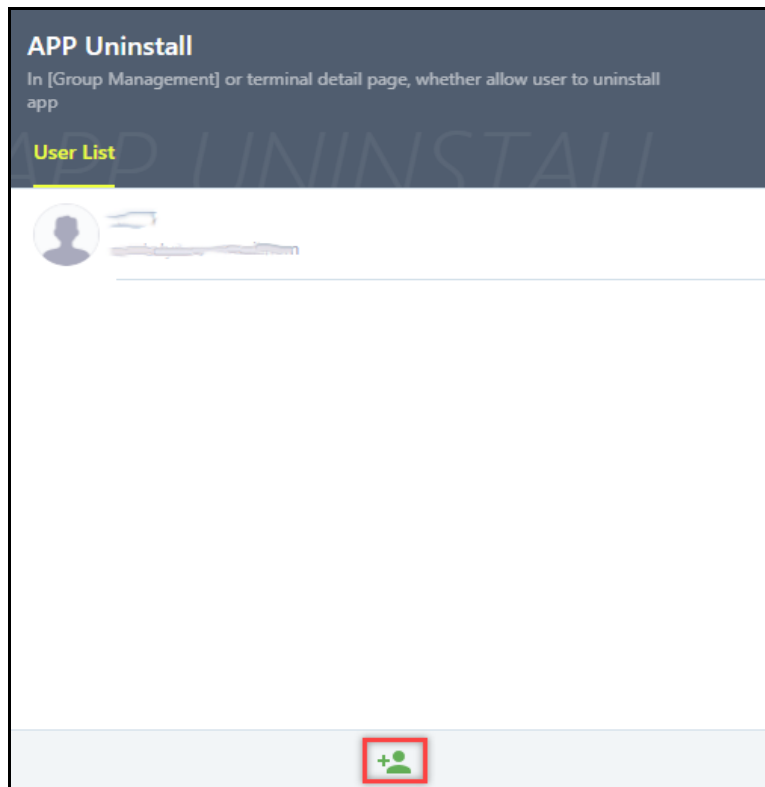 APP Uninstall
In [Group Management] or terminal detail page, whether allow user to uninstall
app
APP UNINSTALL
User List